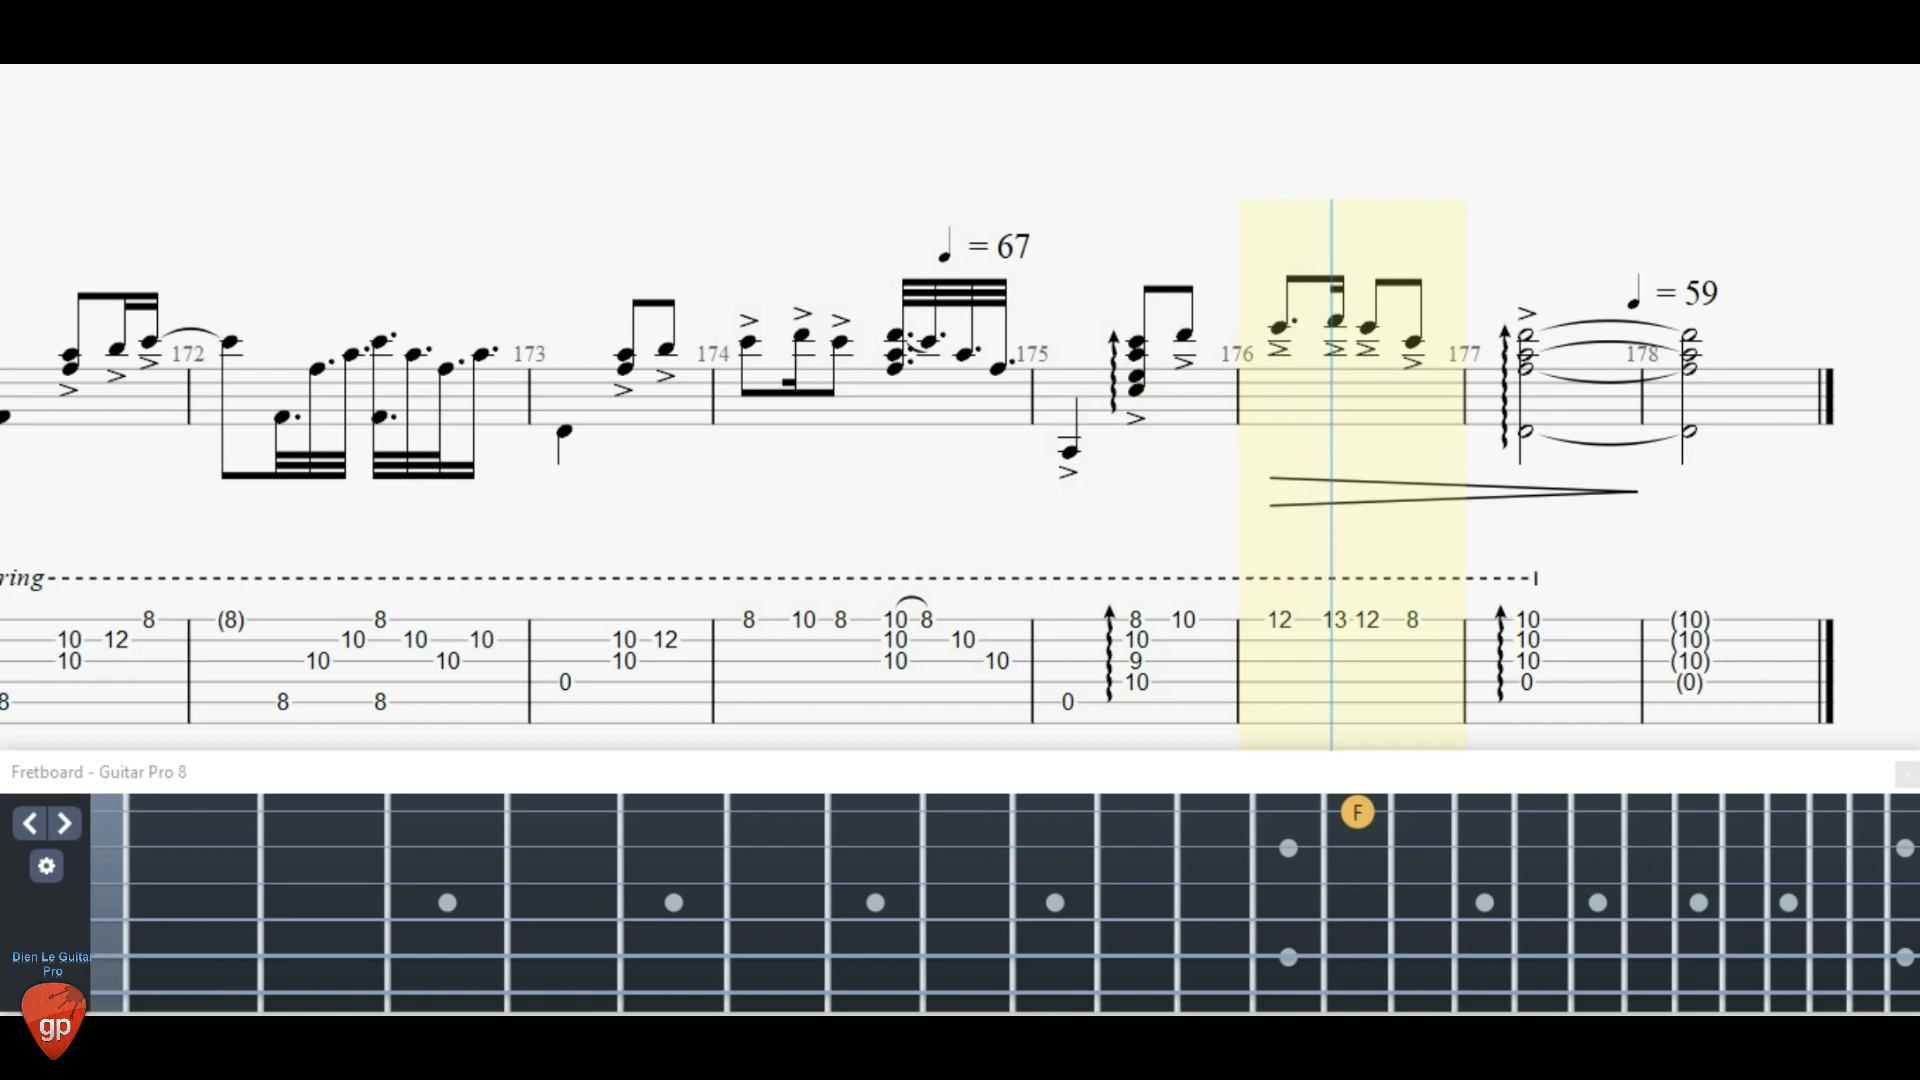 = 67
= 59
172 173 174 175 176 177 178
ring
8 (8) 8 8 10 8 10 8 8 10 12 13 12 8 10 (10)
10 12 10 10 10 10 12 10 10 10 10 (10)
10 10 10 10 10 10 9 10 (10)
0 10 0 (0)
8 8 8 0
Fretboard - Guitar Pro 8
F
Dien Le Guitar
Pro
gp